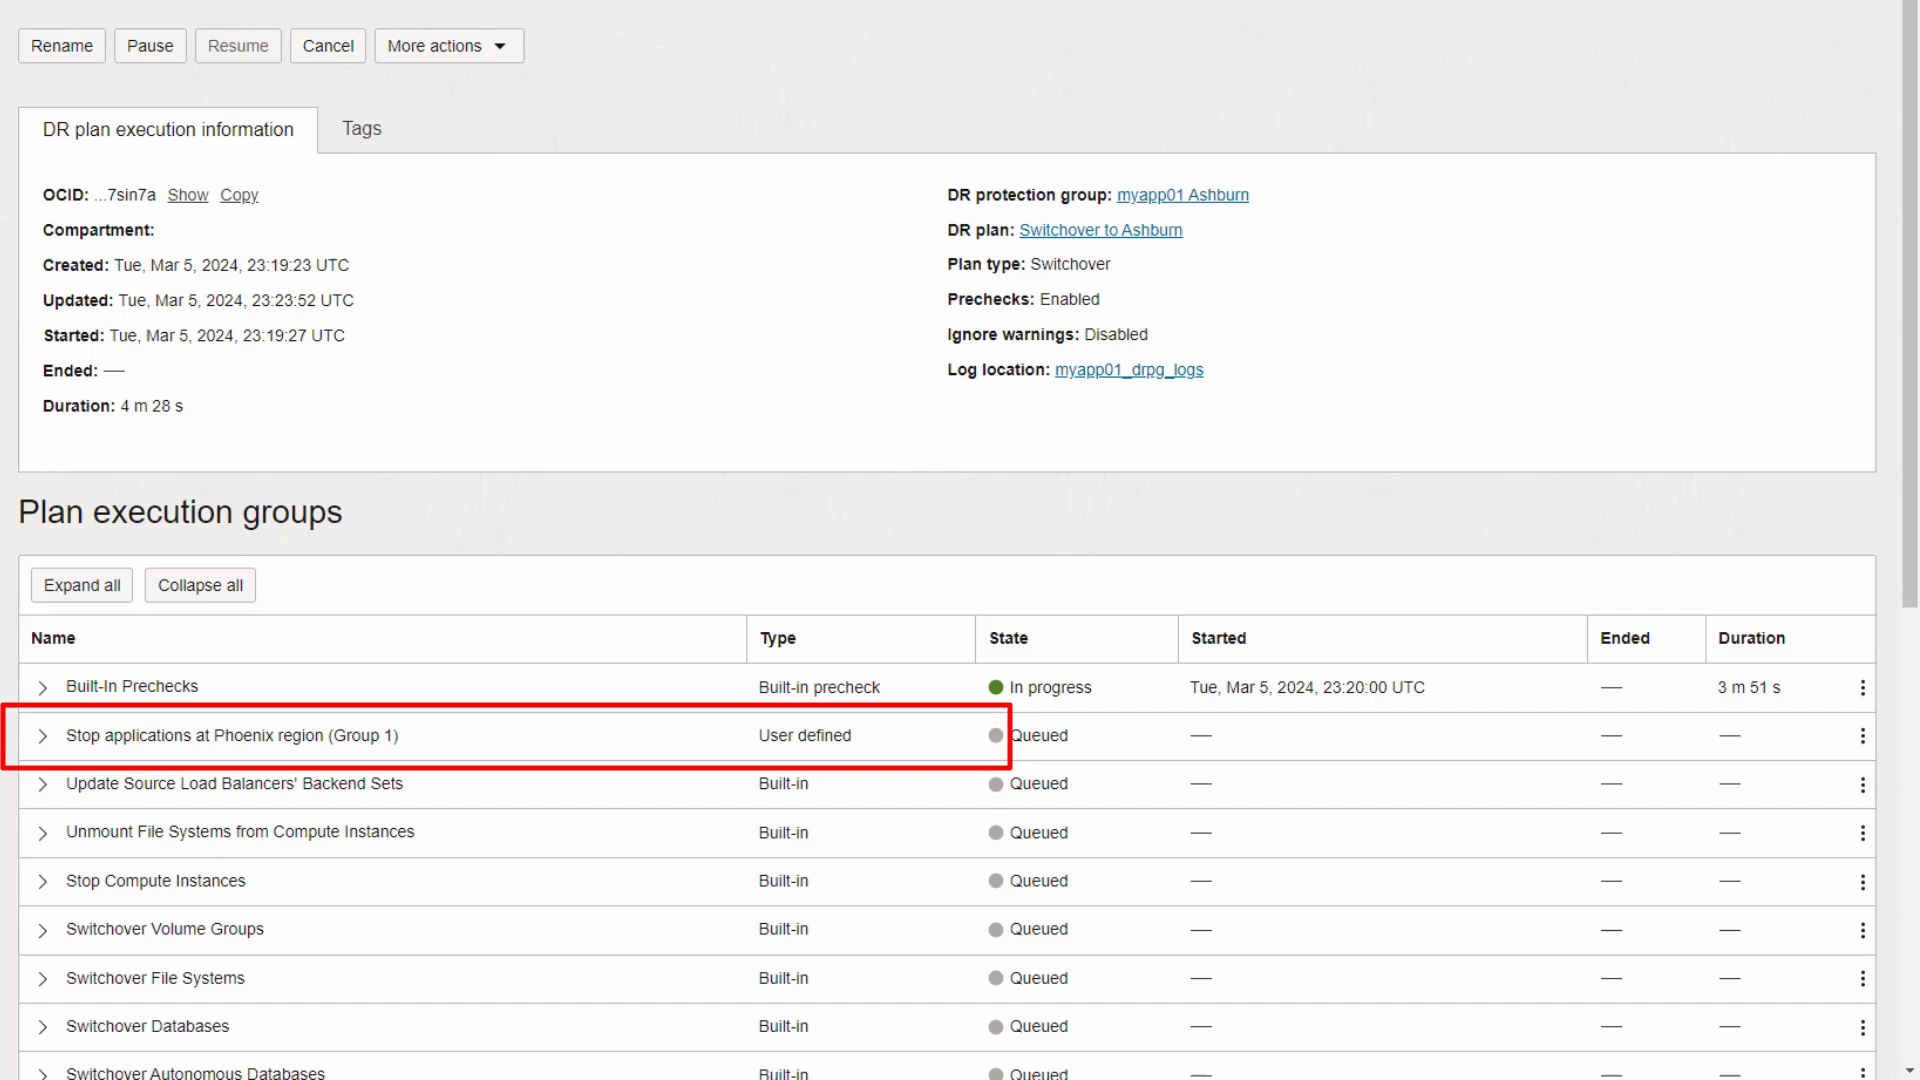 Rename Pause Resume Cancel More actions
DR plan execution information Tags
OCID: ...7sin7a Show Copy
Compartment:
Created: Tue, Mar 5, 2024, 23:19:23 UTC
Updated: Tue, Mar 5, 2024, 23:23:52 UTC
Started: Tue, Mar 5, 2024, 23:19:27 UTC
Ended: —
Duration: 4 m 28 s
DR protection group: myapp01 Ashburn
DR plan: Switchover to Ashburn
Plan type: Switchover
Prechecks: Enabled
Ignore warnings: Disabled
Log location: myapp01_drpg_logs
Plan execution groups
Expand all Collapse all
Name Type State Started Ended Duration
Built-In Prechecks Built-in precheck In progress Tue, Mar 5, 2024, 23:20:00 UTC — 3 m 51 s
Stop applications at Phoenix region (Group 1) User defined Queued — — —
Update Source Load Balancers' Backend Sets Built-in Queued — — —
Unmount File Systems from Compute Instances Built-in Queued — — —
Stop Compute Instances Built-in Queued — — —
Switchover Volume Groups Built-in Queued — — —
Switchover File Systems Built-in Queued — — —
Switchover Databases Built-in Queued — — —
Switchover Autonomous Databases Built-in Queued — — —